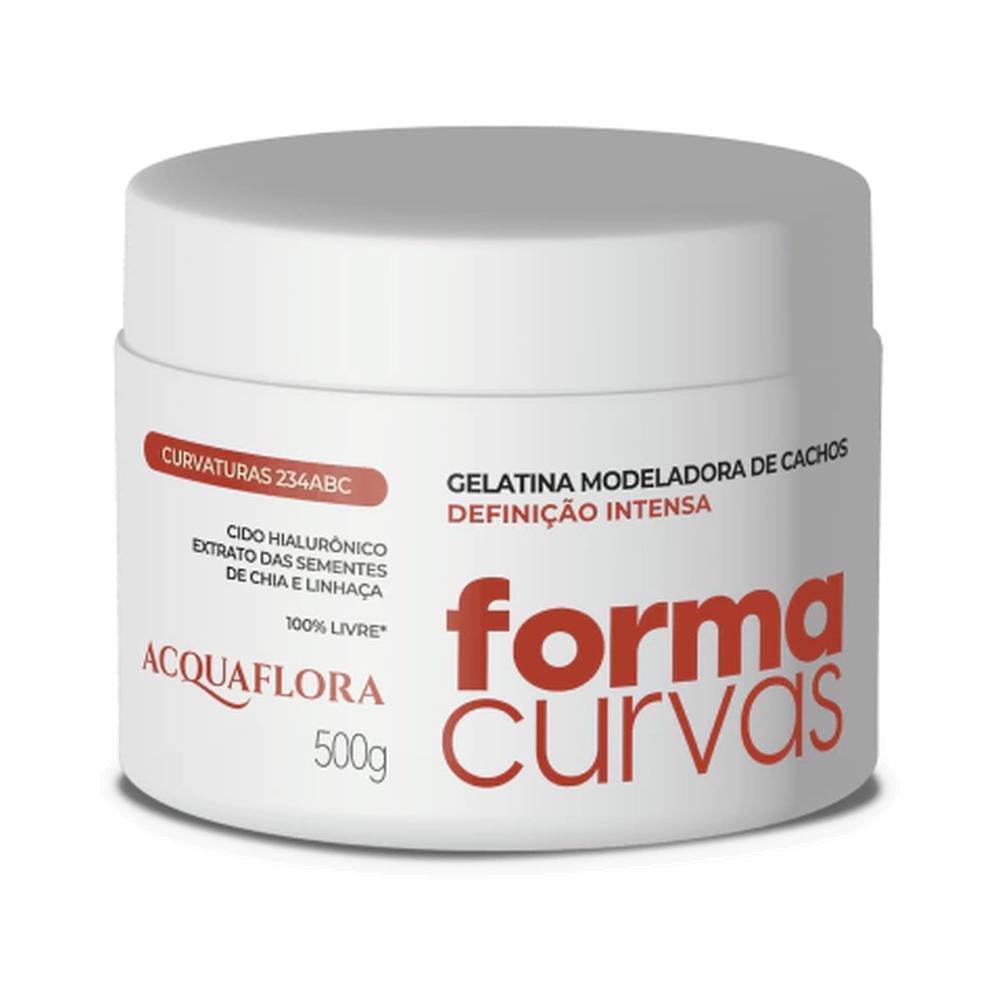 CURVATURAS 234ABC
CIDO HIALURÔNICO
EXTRATO DAS SEMENTES
DE CHIA E LINHAÇA
100% LIVRE*
ACQUAFLORA
500g
GELATINA MODELADORA DE CACHOS
DEFINIÇÃO INTENSA
forma
curvas